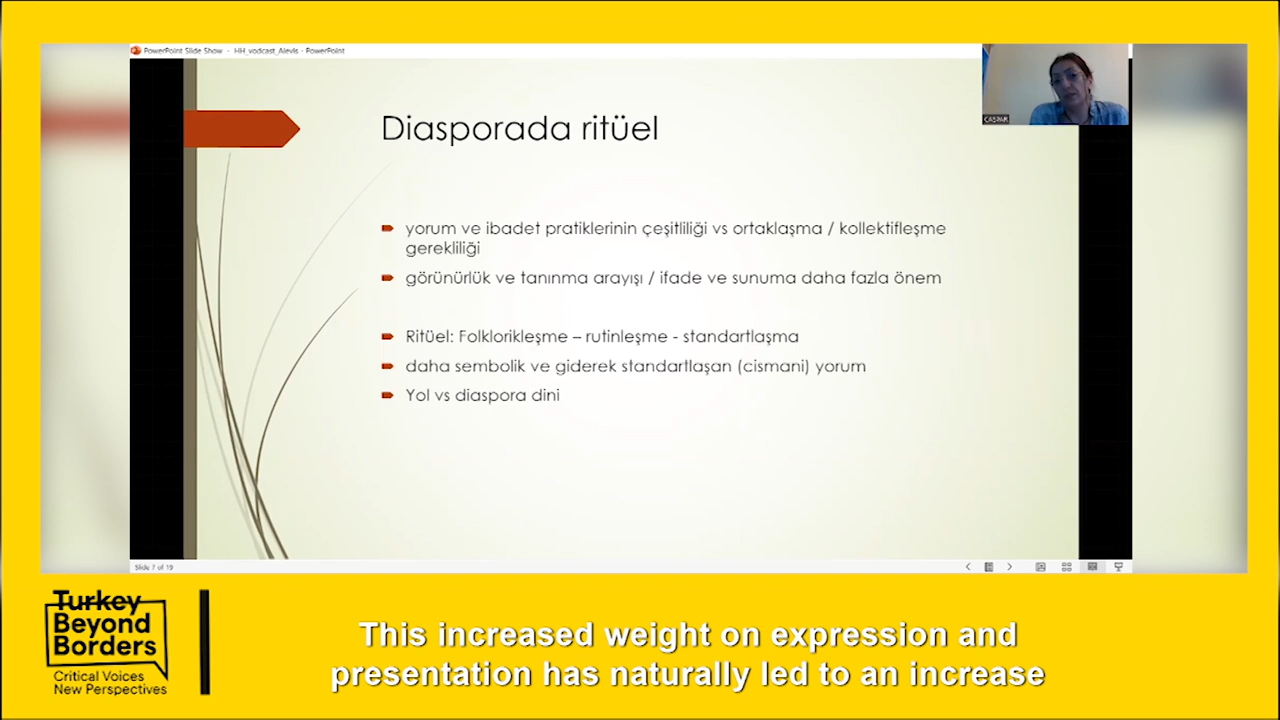 PowerPoint Slide Show - HH_vodcast_Alevis - PowerPoint
CASPAR
Diasporada ritüel
yorum ve ibadet pratiklerinin çeşitliliği vs ortaklaşma / kollektifleşme
gerekliliği
görünürlük ve tanınma arayışı / ifade ve sunuma daha fazla önem
Ritüel: Folklorikleşme – rutinleşme - standartlaşma
daha sembolik ve giderek standartlaşan (cismani) yorum
Yol vs diaspora dini
Slide 7 of 19
Turkey
Beyond
Borders
Critical Voices
New Perspectives
This increased weight on expression and
presentation has naturally led to an increase